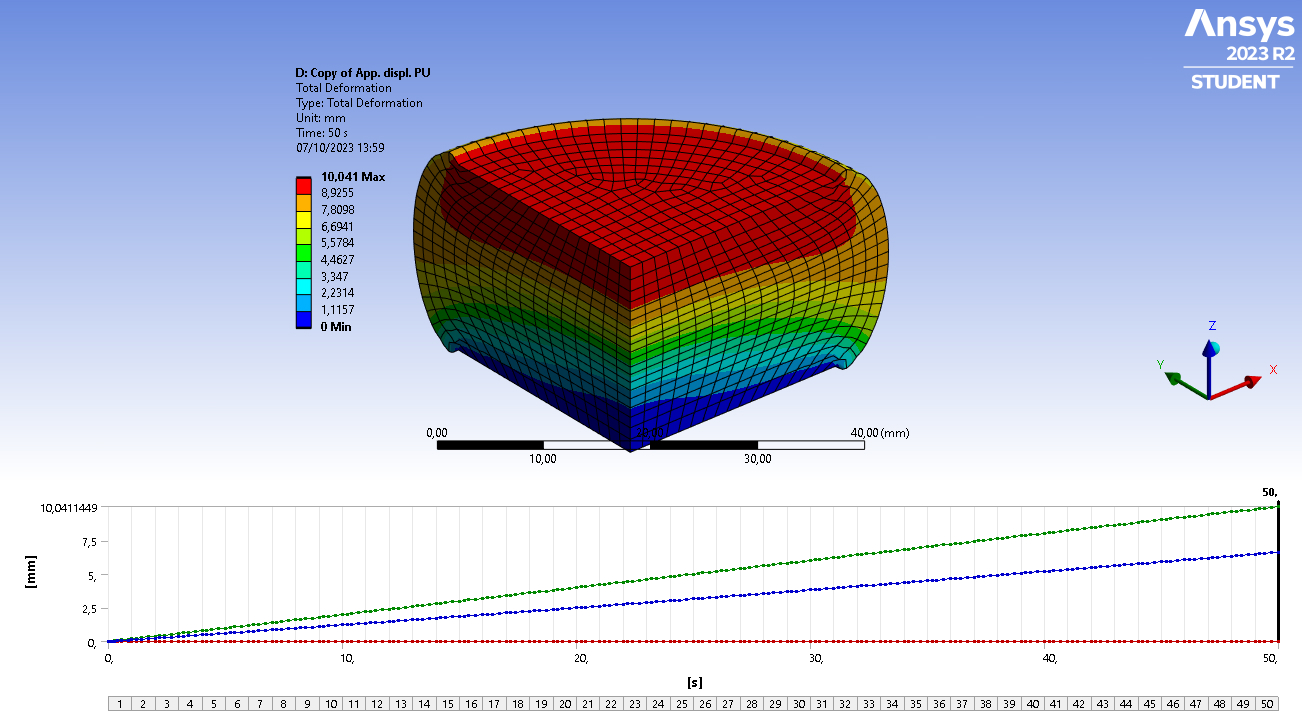 Ansys
2023 R2
STUDENT
D: Copy of App. displ. PU
Total Deformation
Type: Total Deformation
Unit: mm
Time: 50 s
07/10/2023 13:59
10,041 Max
8,9255
7,8098
6,6941
5,5784
4,4627
3,347
2,2314
1,1157
0 Min
Z
Y
X
0,00
20,00
40,00 (mm)
10,00
30,00
50,
10,0411449
7,5
5,
2,5
0,
[mm]
0,
10,
20,
30,
40,
50,
[s]
1 2 3 4 5 6 7 8 9 10 11 12 13 14 15 16 17 18 19 20 21 22 23 24 25 26 27 28 29 30 31 32 33 34 35 36 37 38 39 40 41 42 43 44 45 46 47 48 49 50